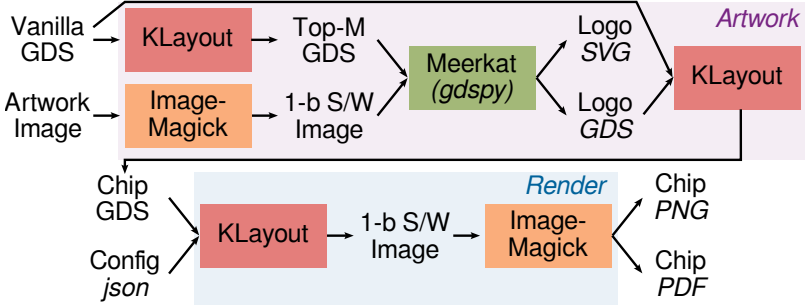 Artwork
Vanilla
GDS
KLayout
Top-M
GDS
Meerkat
(gdspy)
Logo
SVG
KLayout
Artwork
Image
Image-
Magick
1-b S/W
Image
Logo
GDS
Chip
GDS
Render
KLayout
1-b S/W
Image
Image-
Magick
Chip
PNG
Config
json
Chip
PDF